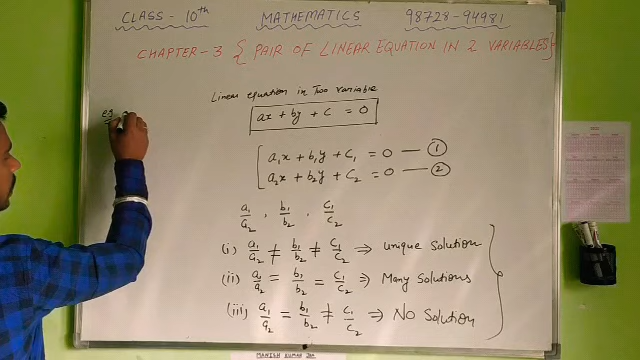 CLASS - 10th MATHEMATICS 98728-94981
CHAPTER-3 { PAIR OF LINEAR EQUATION IN 2 VARIABLES}
Linear equation in Two variable
eg
ax + by + c = 0
a₁x + b₁y + c₁ = 0 — ①
a₂x + b₂y + c₂ = 0 — ②
a₁/a₂ , b₁/b₂ , c₁/c₂
(i) a₁/a₂ ≠ b₁/b₂ ≠ c₁/c₂ ⇒ unique solution
(ii) a₁/a₂ = b₁/b₂ = c₁/c₂ ⇒ Many Solutions
(iii) a₁/a₂ = b₁/b₂ ≠ c₁/c₂ ⇒ No Solution
MANISH KUMAR